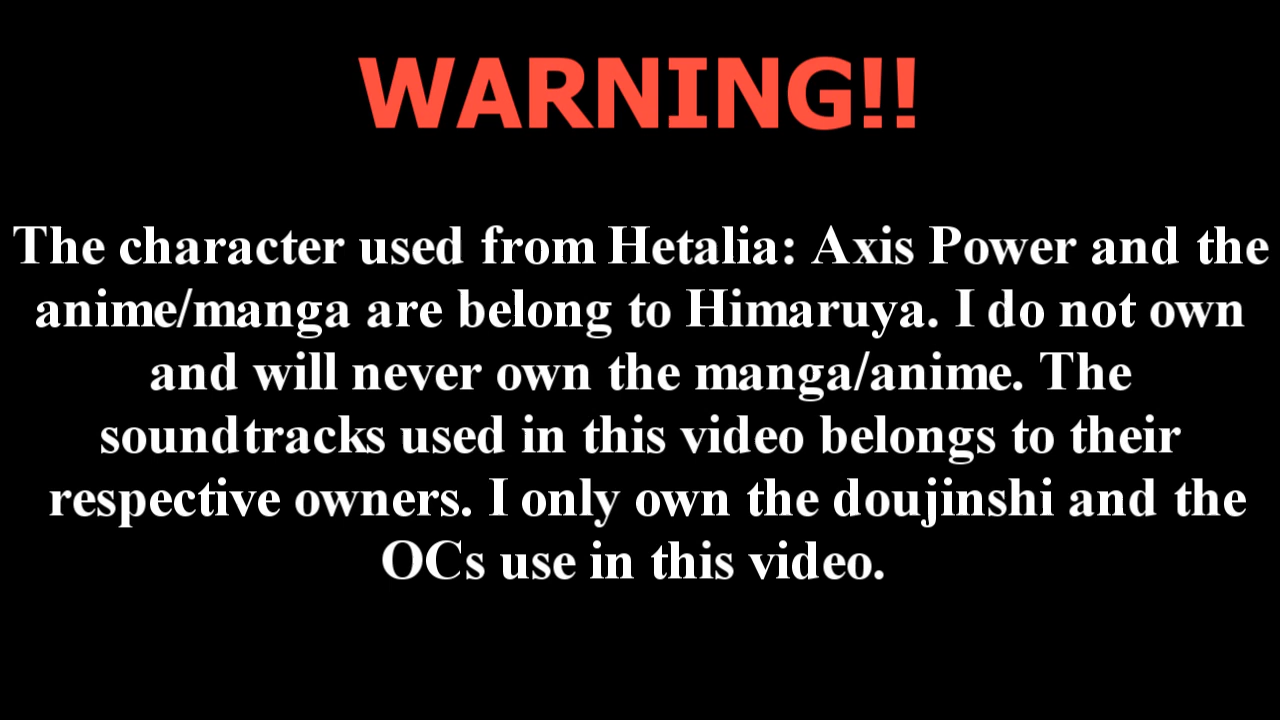 WARNING!!
The character used from Hetalia: Axis Power and the
anime/manga are belong to Himaruya. I do not own
and will never own the manga/anime. The
soundtracks used in this video belongs to their
respective owners. I only own the doujinshi and the
OCs use in this video.